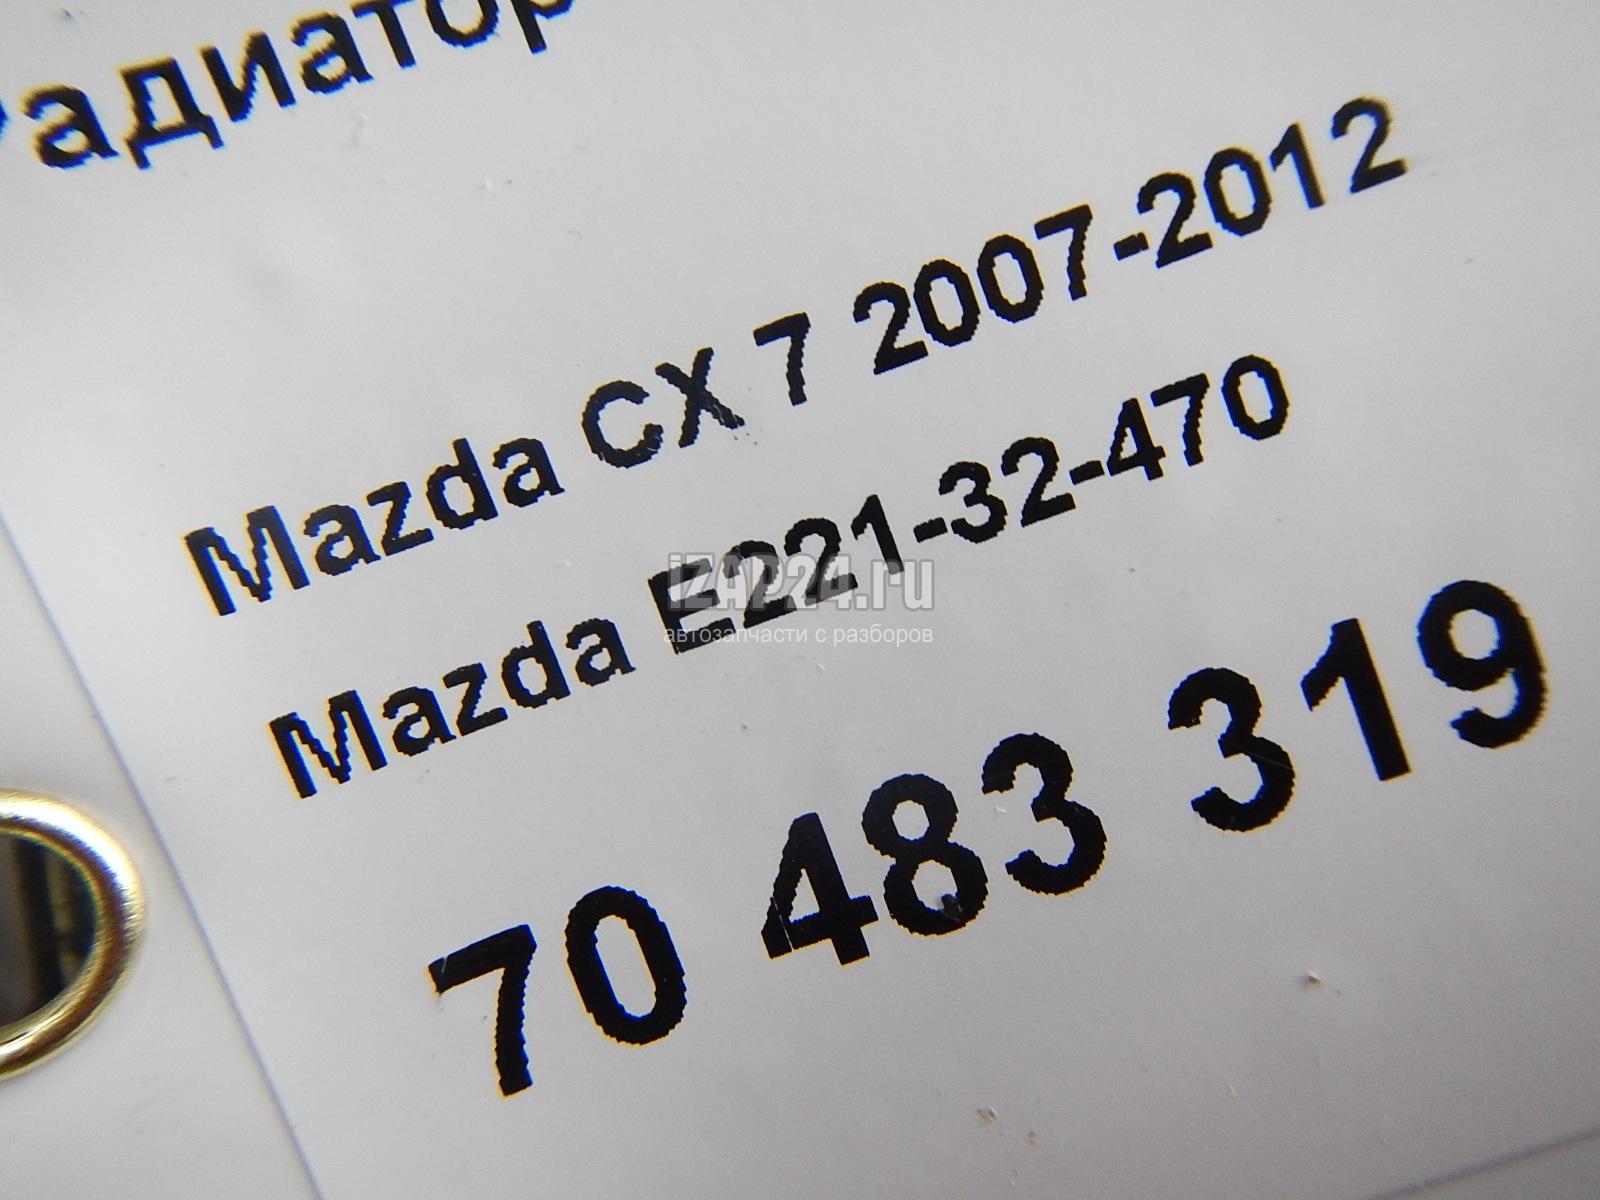 Радиатор
Mazda CX 7 2007-2012
Mazda E221-32-470
iZAP24.ru
автозапчасти с разборов
70 483 319